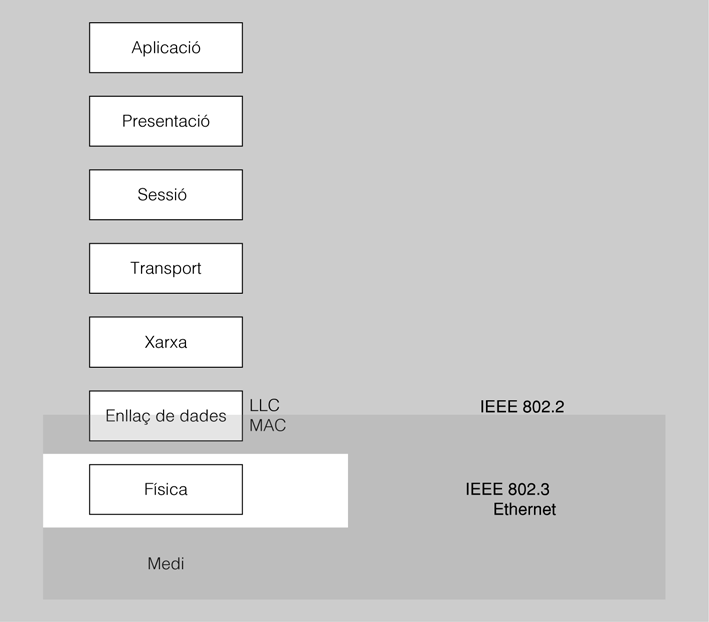 Aplicació
Presentació
Sessió
Transport
Xarxa
Enllaç de dades
LLC
MAC
IEEE 802.2
Física
IEEE 802.3
Ethernet
Medi